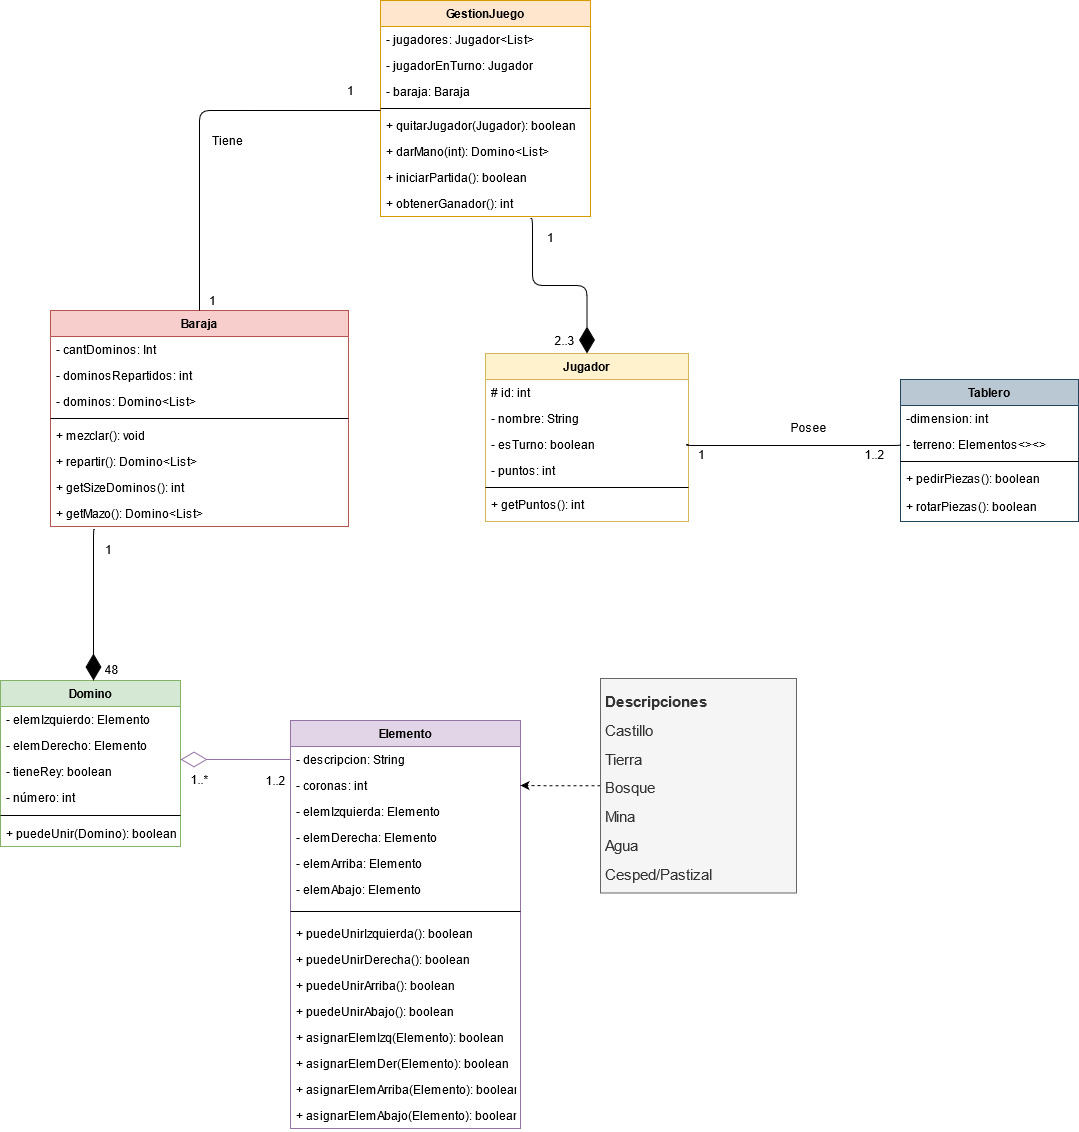 GestionJuego
- jugadores: Jugador<List>
- jugadorEnTurno: Jugador
- baraja: Baraja
+ quitarJugador(Jugador): boolean
+ darMano(int): Domino<List>
+ iniciarPartida(): boolean
+ obtenerGanador(): int
1
Tiene
1
1
2..3
Baraja
- cantDominos: Int
- dominosRepartidos: int
- dominos: Domino<List>
+ mezclar(): void
+ repartir(): Domino<List>
+ getSizeDominos(): int
+ getMazo(): Domino<List>
Jugador
# id: int
- nombre: String
- esTurno: boolean
- puntos: int
+ getPuntos(): int
Posee
1
1..2
Tablero
-dimension: int
- terreno: Elementos<><>
+ pedirPiezas(): boolean
+ rotarPiezas(): boolean
1
48
Domino
- elemIzquierdo: Elemento
- elemDerecho: Elemento
- tieneRey: boolean
- número: int
+ puedeUnir(Domino): boolean
1..*
1..2
Elemento
- descripcion: String
- coronas: int
- elemIzquierda: Elemento
- elemDerecha: Elemento
- elemArriba: Elemento
- elemAbajo: Elemento
+ puedeUnirIzquierda(): boolean
+ puedeUnirDerecha(): boolean
+ puedeUnirArriba(): boolean
+ puedeUnirAbajo(): boolean
+ asignarElemIzq(Elemento): boolean
+ asignarElemDer(Elemento): boolean
+ asignarElemArriba(Elemento): boolean
+ asignarElemAbajo(Elemento): boolean
Descripciones
Castillo
Tierra
Bosque
Mina
Agua
Cesped/Pastizal